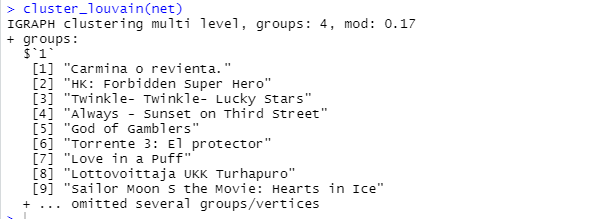 > cluster_louvain(net)
IGRAPH clustering multi level, groups: 4, mod: 0.17
+ groups:
  $`1`
   [1] "Carmina o revienta."
   [2] "HK: Forbidden Super Hero"
   [3] "Twinkle- Twinkle- Lucky Stars"
   [4] "Always - Sunset on Third Street"
   [5] "God of Gamblers"
   [6] "Torrente 3: El protector"
   [7] "Love in a Puff"
   [8] "Lottovoittaja UKK Turhapuro"
   [9] "Sailor Moon S the Movie: Hearts in Ice"
  + ... omitted several groups/vertices
>